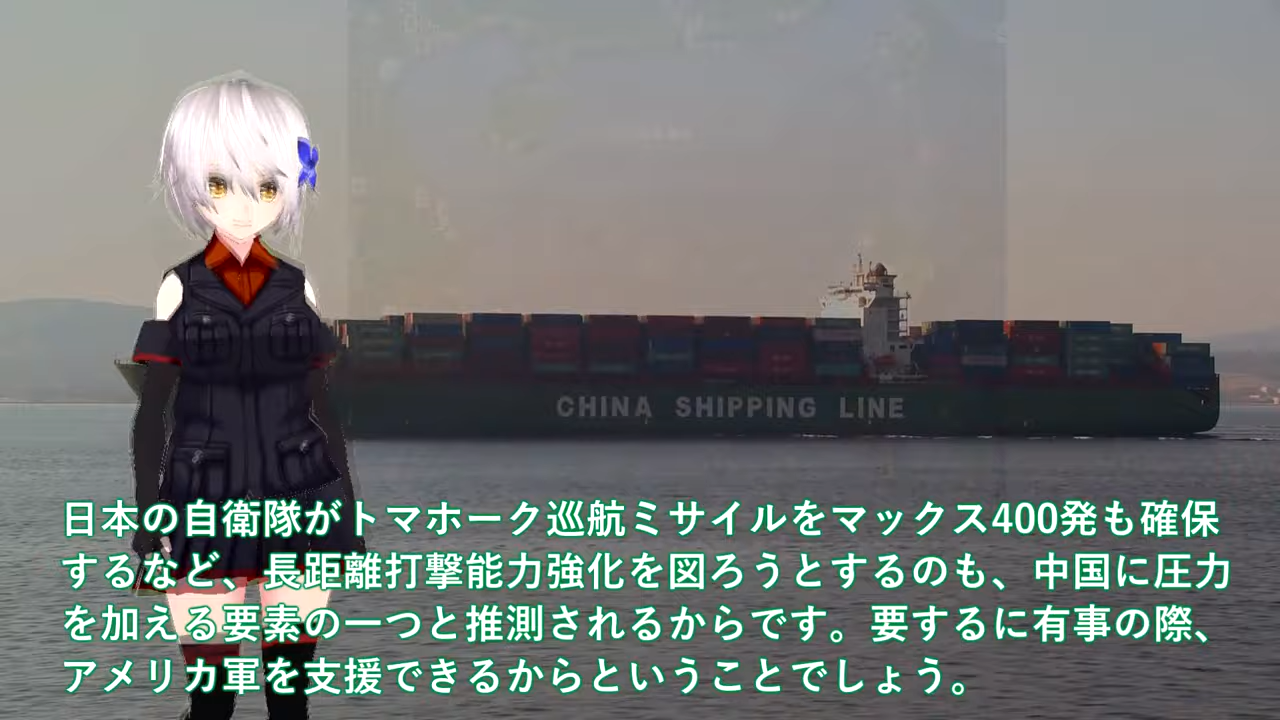 CHINA SHIPPING LINE
日本の自衛隊がトマホーク巡航ミサイルをマックス400発も確保
するなど、長距離打撃能力強化を図ろうとするのも、中国に圧力
を加える要素の一つと推測されるからです。要するに有事の際、
アメリカ軍を支援できるからということでしょう。